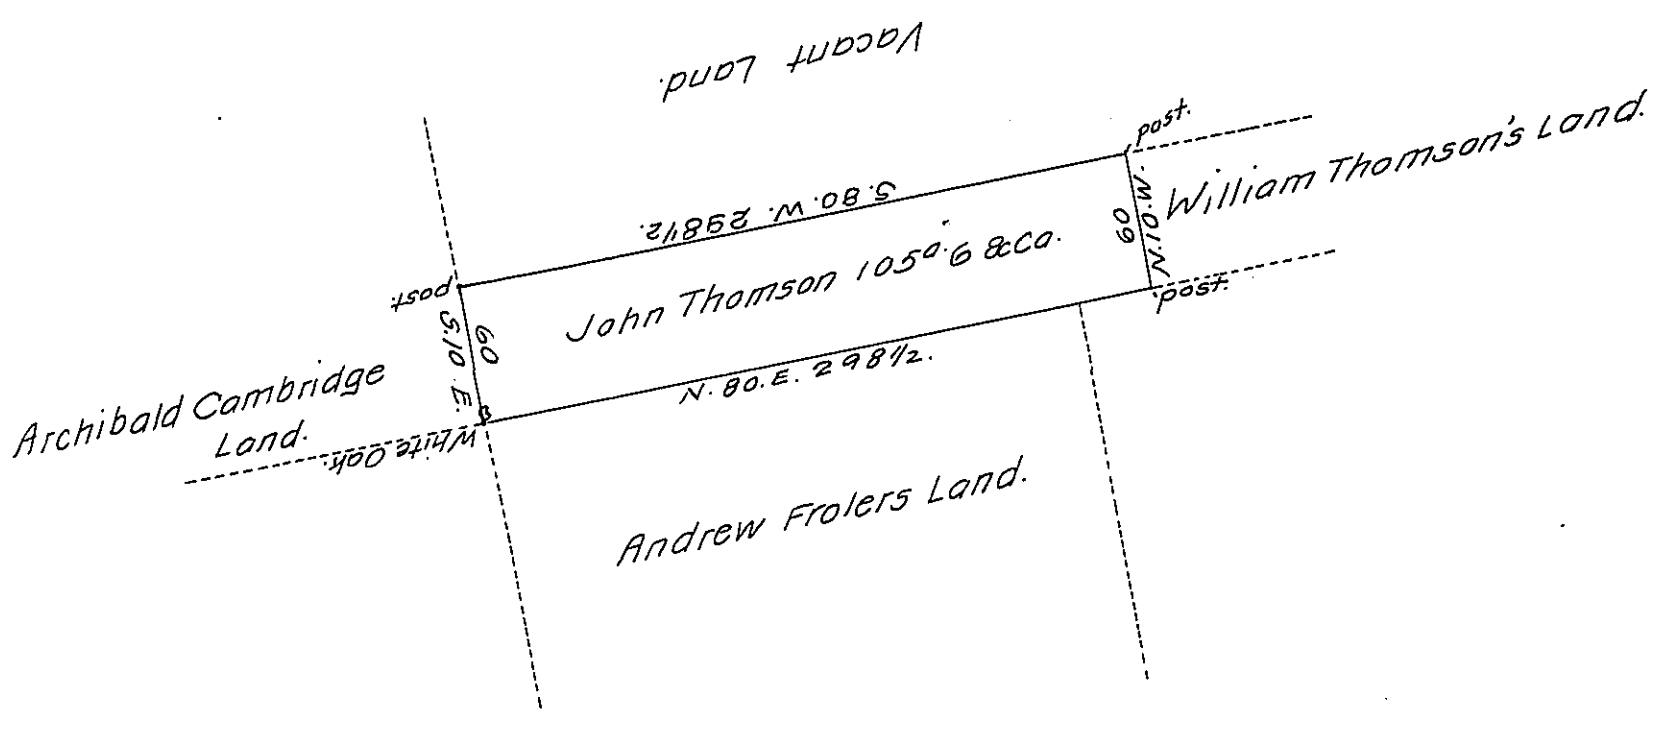 Vacant Land.
post.
William Thomson's Land.
S. 80. W. 298½.
N.10.W.
60
John Thomson 105a. 6 &Ca.
post
post.
S.10 E.
60
N. 80. E. 298½.
Archibald Cambridge
Land.
White Oak.
Andrew Frolers Land.